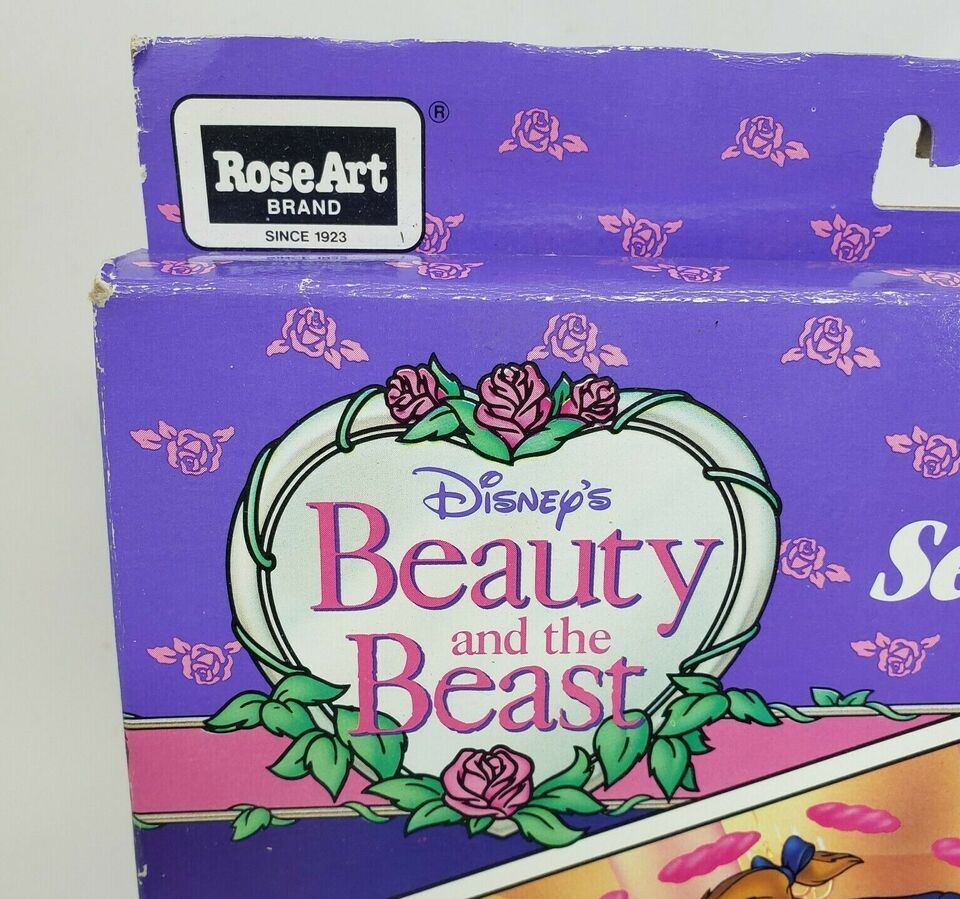 RoseArt
BRAND
SINCE 1923
®
DISNEY'S
Beauty
and the
Beast